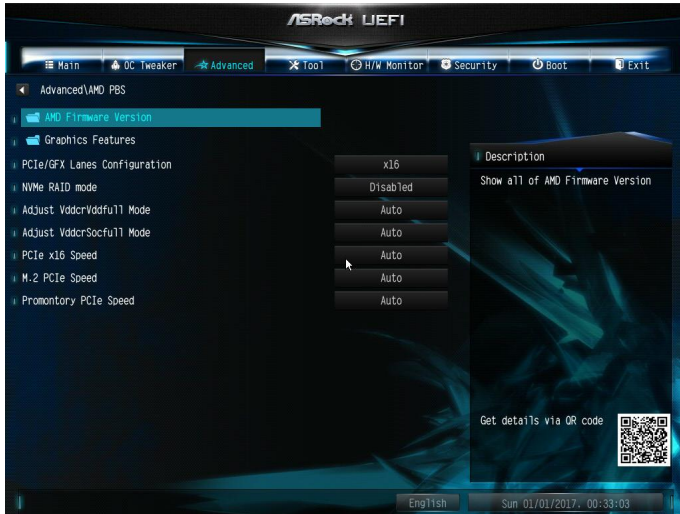 ASRock UEFI
Main OC Tweaker Advanced Tool H/W Monitor Security Boot Exit
Advanced\AMD PBS
AMD Firmware Version
Graphics Features
PCIe/GFX Lanes Configuration x16
NVMe RAID mode Disabled
Adjust VddcrVddfull Mode Auto
Adjust VddcrSocfull Mode Auto
PCIe x16 Speed Auto
M.2 PCIe Speed Auto
Promontory PCIe Speed Auto
Description
Show all of AMD Firmware Version
Get details via QR code
English
Sun 01/01/2017. 00:33:03